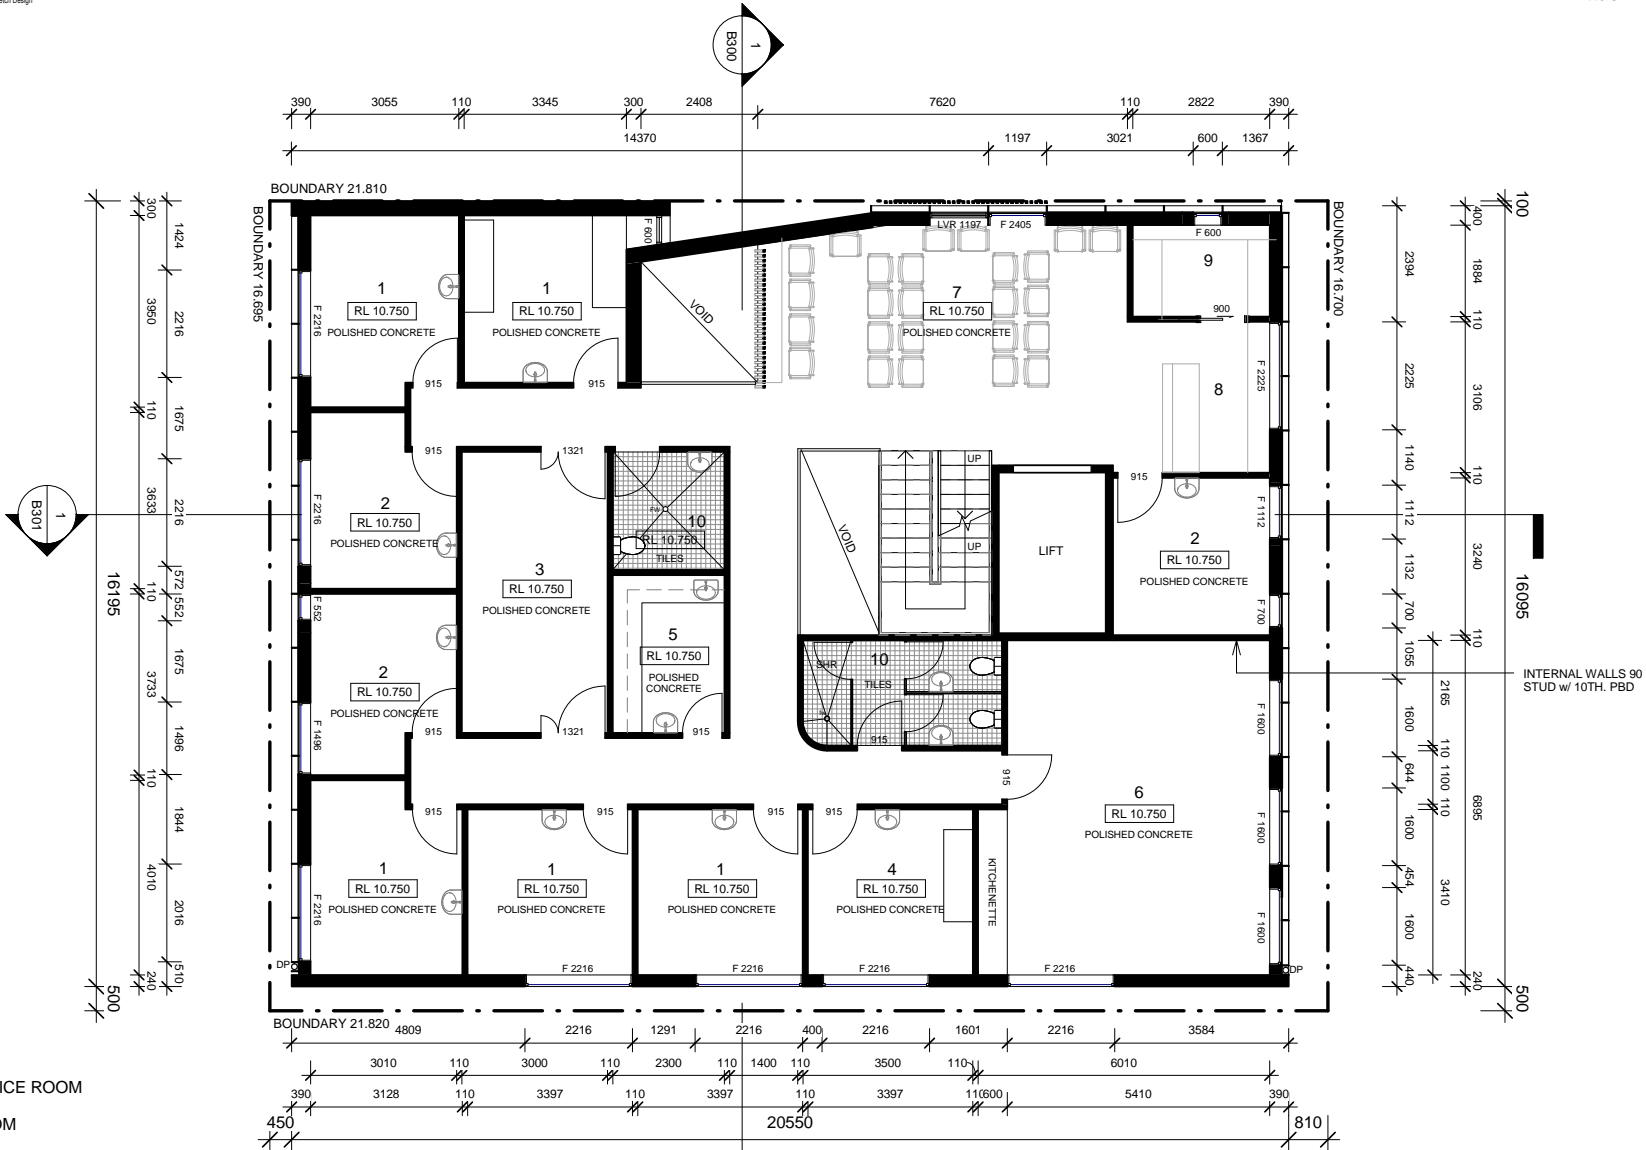 1
B300
390 3055 110 3345 300 2408 7620 110 2822 390
14370 1197 3021 600 1367
BOUNDARY 21.810
BOUNDARY 16.695
BOUNDARY 16.700
100
16195
500
300
3950
110
3633
110
3733
110
4010
240
1424
2216
1675
2216
572
552
1675
1496
1844
2016
510
1
B301
F 2216
F 2216
F 552
F 1496
F 2216
F 600
LVR 1197 F 2405
F 600
1
RL 10.750
POLISHED CONCRETE
1
RL 10.750
POLISHED CONCRETE
VOID
7
RL 10.750
POLISHED CONCRETE
9
900
8
F 2225
915
915
915
1321
2
RL 10.750
POLISHED CONCRETE
3
RL 10.750
POLISHED CONCRETE
FW
10
RL 10.750
TILES
VOID
UP
UP
LIFT
915
2
RL 10.750
POLISHED CONCRETE
F 1112
F 700
5
RL 10.750
POLISHED
CONCRETE
2
RL 10.750
POLISHED CONCRETE
SHR
10
TILES
915
1321
915
915
915
F 1600
F 1600
F 1600
6
RL 10.750
POLISHED CONCRETE
915
915
915
915
1
RL 10.750
POLISHED CONCRETE
1
RL 10.750
POLISHED CONCRETE
1
RL 10.750
POLISHED CONCRETE
4
RL 10.750
POLISHED CONCRETE
KITCHENETTE
F 2216
F 2216
F 2216
F 2216
DP
DP
2394
2225
1140
1112
1132
700
1055
1600
644
1600
454
1600
440
2165
110
1100
110
3410
400
1884
110
3106
110
3240
110
6895
240
16095
500
INTERNAL WALLS 90
STUD w/ 10TH. PBD
BOUNDARY 21.820
4809 2216 1291 2216 400 2216 1601 2216 3584
3010 110 3000 110 2300 110 1400 110 3500 110 6010
390 3128 110 3397 110 3397 110 3397 110 600 5410 390
450 20550 810
ICE ROOM
OM